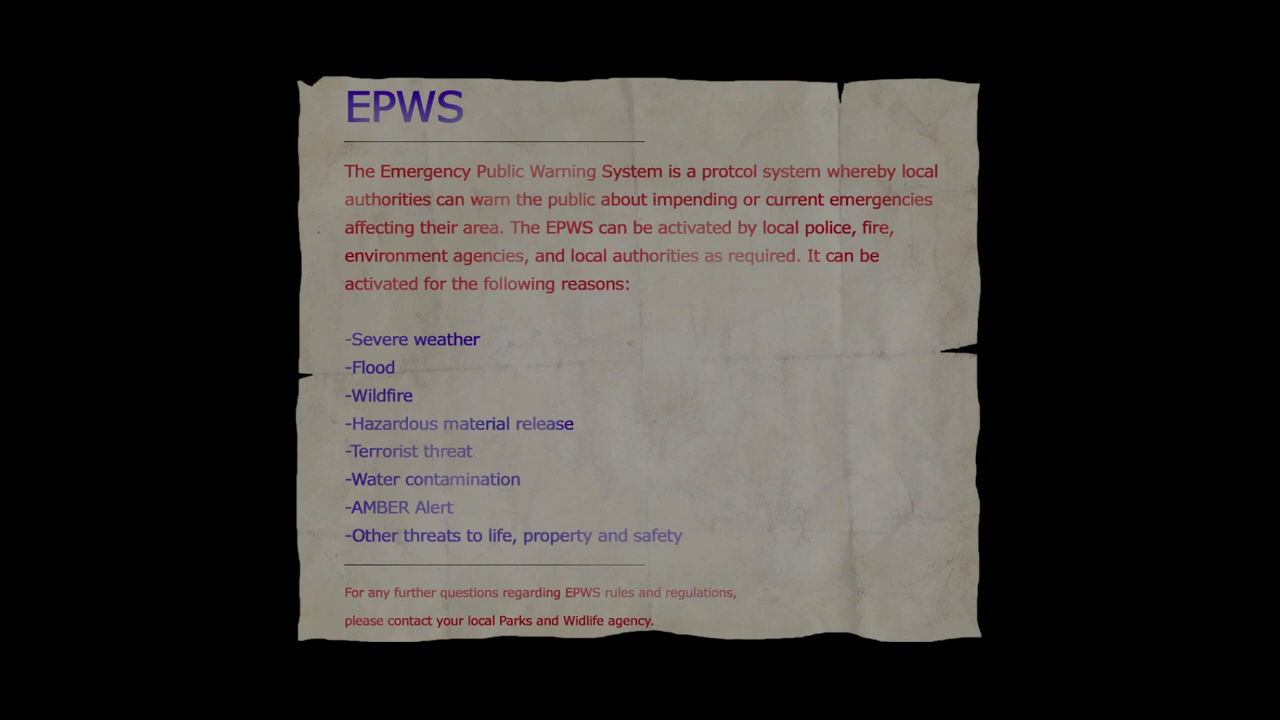 EPWS
The Emergency Public Warning System is a protcol system whereby local
authorities can warn the public about impending or current emergencies
affecting their area. The EPWS can be activated by local police, fire,
environment agencies, and local authorities as required. It can be
activated for the following reasons:
-Severe weather
-Flood
-Wildfire
-Hazardous material release
-Terrorist threat
-Water contamination
-AMBER Alert
-Other threats to life, property and safety
For any further questions regarding EPWS rules and regulations,
please contact your local Parks and Widlife agency.